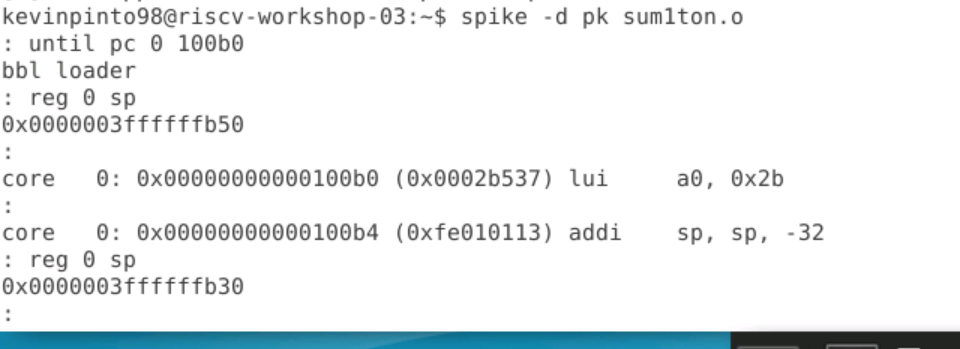 kevinpinto98@riscv-workshop-03:~$ spike -d pk sum1ton.o
: until pc 0 100b0
bbl loader
: reg 0 sp
0x0000003ffffffb50
:
core   0: 0x00000000000100b0 (0x0002b537) lui     a0, 0x2b
:
core   0: 0x00000000000100b4 (0xfe010113) addi    sp, sp, -32
: reg 0 sp
0x0000003ffffffb30
: